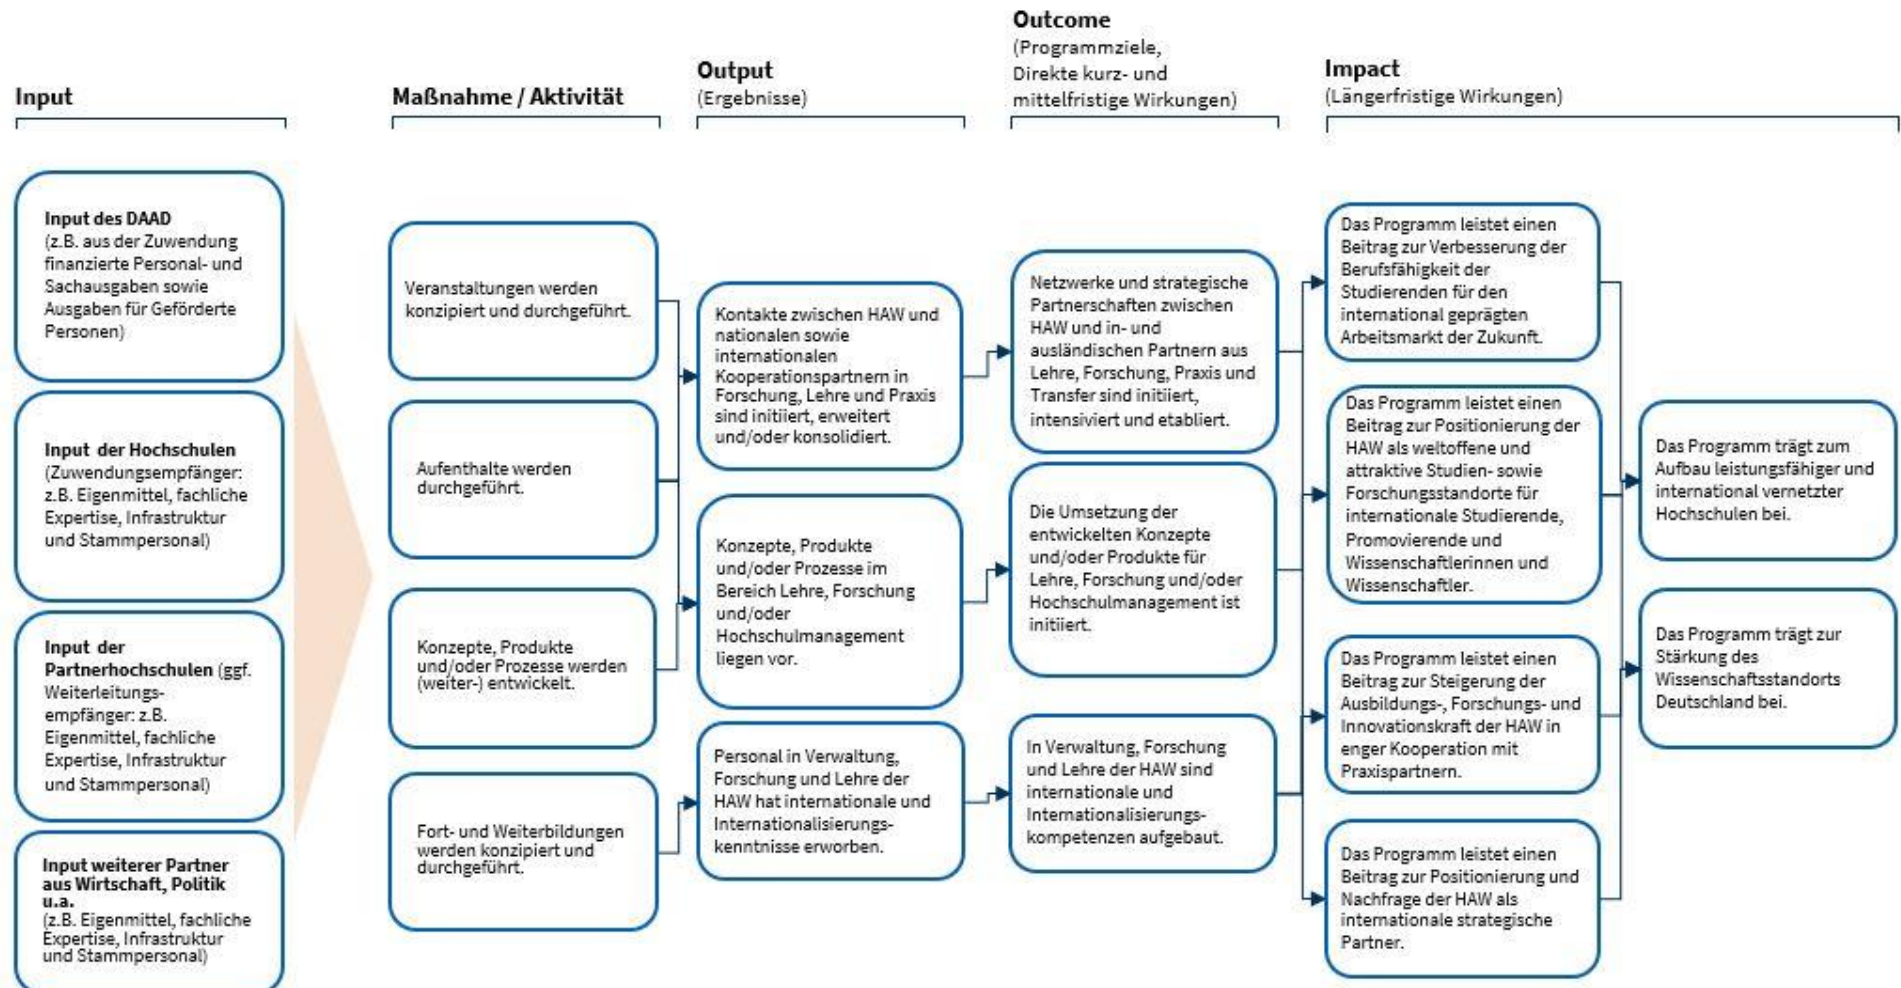 Input
Maßnahme / Aktivität
Output
(Ergebnisse)
Outcome
(Programmziele,
Direkte kurz- und
mittelfristige Wirkungen)
Impact
(Längerfristige Wirkungen)
Input des DAAD
(z.B. aus der Zuwendung
finanzierte Personal- und
Sachausgaben sowie
Ausgaben für Geförderte
Personen)
Input der Hochschulen
(Zuwendungsempfänger:
z.B. Eigenmittel, fachliche
Expertise, Infrastruktur
und Stammpersonal)
Input der
Partnerhochschulen (ggf.
Weiterleitungs-
empfänger: z.B.
Eigenmittel, fachliche
Expertise, Infrastruktur
und Stammpersonal)
Input weiterer Partner
aus Wirtschaft, Politik
u.a.
(z.B. Eigenmittel, fachliche
Expertise, Infrastruktur
und Stammpersonal)
Veranstaltungen werden
konzipiert und durchgeführt.
Aufenthalte werden
durchgeführt.
Konzepte, Produkte
und/oder Prozesse werden
(weiter-) entwickelt.
Fort- und Weiterbildungen
werden konzipiert und
durchgeführt.
Kontakte zwischen HAW und
nationalen sowie
internationalen
Kooperationspartnern in
Forschung, Lehre und Praxis
sind initiiert, erweitert
und/oder konsolidiert.
Konzepte, Produkte
und/oder Prozesse im
Bereich Lehre, Forschung
und/oder
Hochschulmanagement
liegen vor.
Personal in Verwaltung,
Forschung und Lehre der
HAW hat internationale und
Internationalisierungs-
kenntnisse erworben.
Netzwerke und strategische
Partnerschaften zwischen
HAW und in- und
ausländischen Partnern aus
Lehre, Forschung, Praxis und
Transfer sind initiiert,
intensiviert und etabliert.
Die Umsetzung der
entwickelten Konzepte
und/oder Produkte für
Lehre, Forschung und/oder
Hochschulmanagement ist
initiiert.
In Verwaltung, Forschung
und Lehre der HAW sind
internationale und
Internationalisierungs-
kompetenzen aufgebaut.
Das Programm leistet einen
Beitrag zur Verbesserung der
Berufsfähigkeit der
Studierenden für den
international geprägten
Arbeitsmarkt der Zukunft.
Das Programm leistet einen
Beitrag zur Positionierung der
HAW als weltoffene und
attraktive Studien- sowie
Forschungsstandorte für
internationale Studierende,
Promovierende und
Wissenschaftlerinnen und
Wissenschaftler.
Das Programm leistet einen
Beitrag zur Steigerung der
Ausbildungs-, Forschungs- und
Innovationskraft der HAW in
enger Kooperation mit
Praxispartnern.
Das Programm leistet einen
Beitrag zur Positionierung und
Nachfrage der HAW als
internationale strategische
Partner.
Das Programm trägt zum
Aufbau leistungsfähiger und
international vernetzter
Hochschulen bei.
Das Programm trägt zur
Stärkung des
Wissenschaftsstandorts
Deutschland bei.